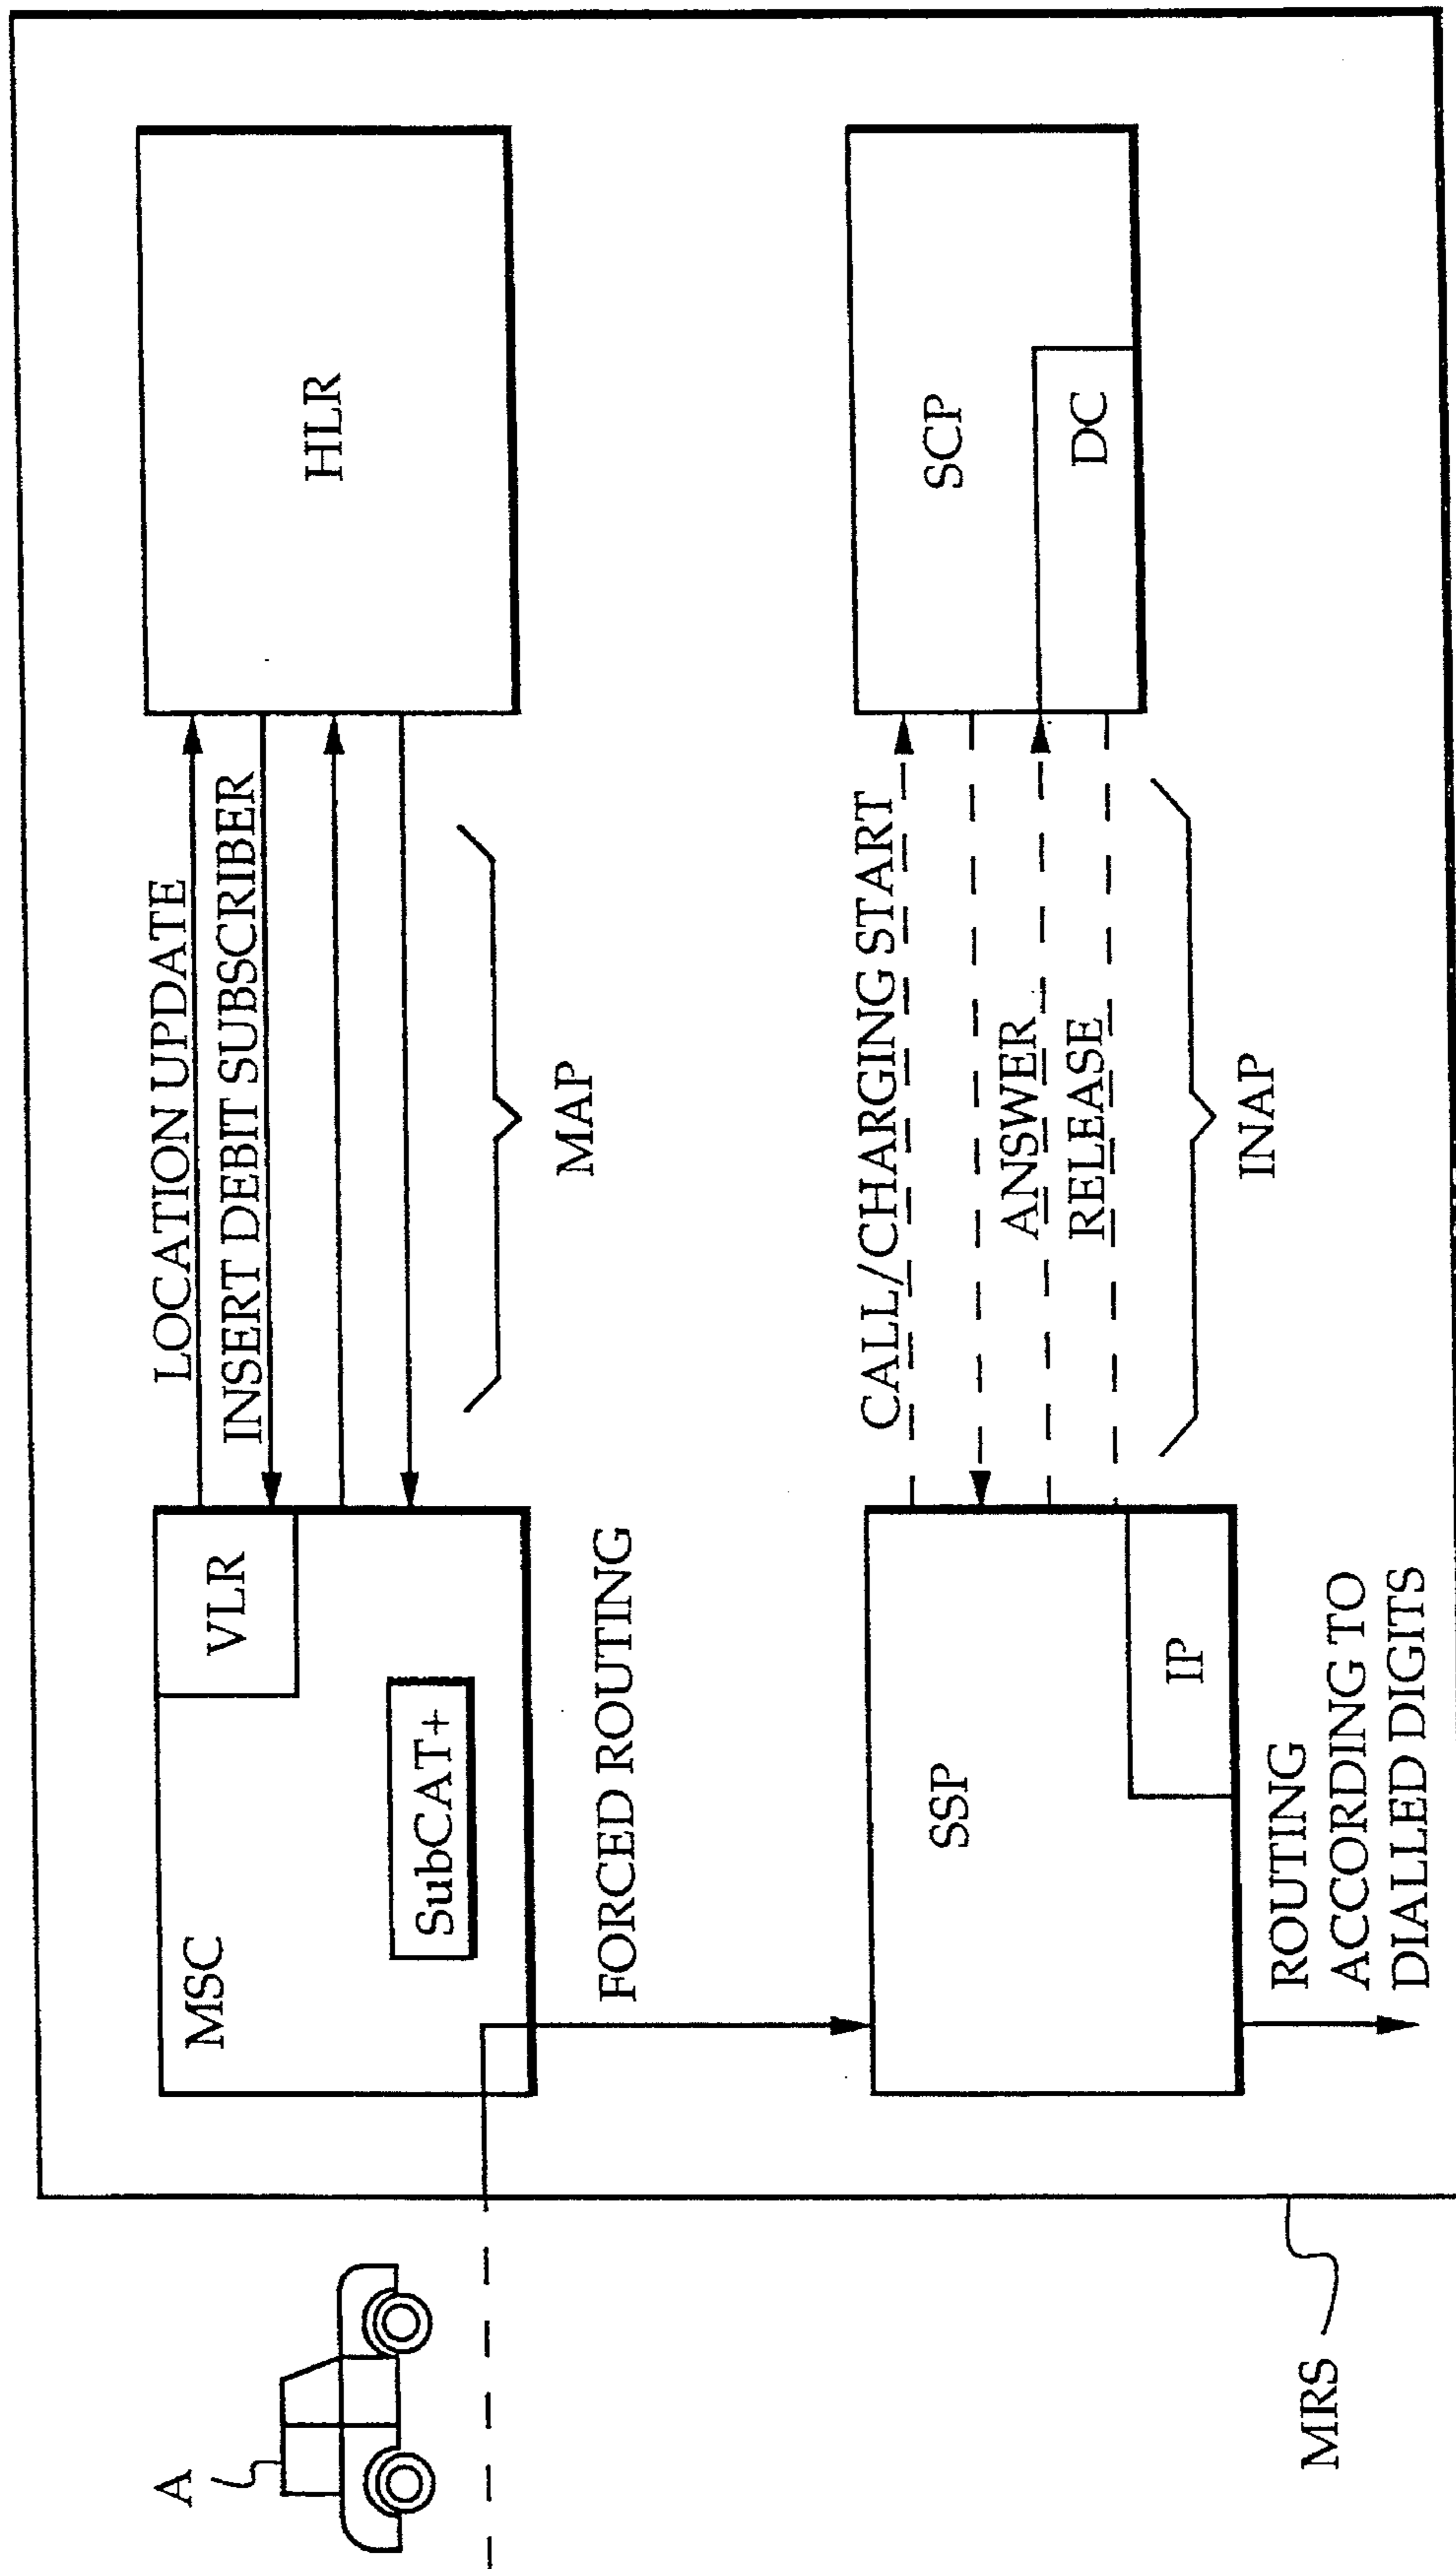 A
MSC
VLR
SubCAT+
LOCATION UPDATE
INSERT DEBIT SUBSCRIBER
MAP
HLR
FORCED ROUTING
SSP
IP
CALL/CHARGING START
ANSWER
RELEASE
INAP
SCP
DC
ROUTING
ACCORDING TO
DIALLED DIGITS
MRS